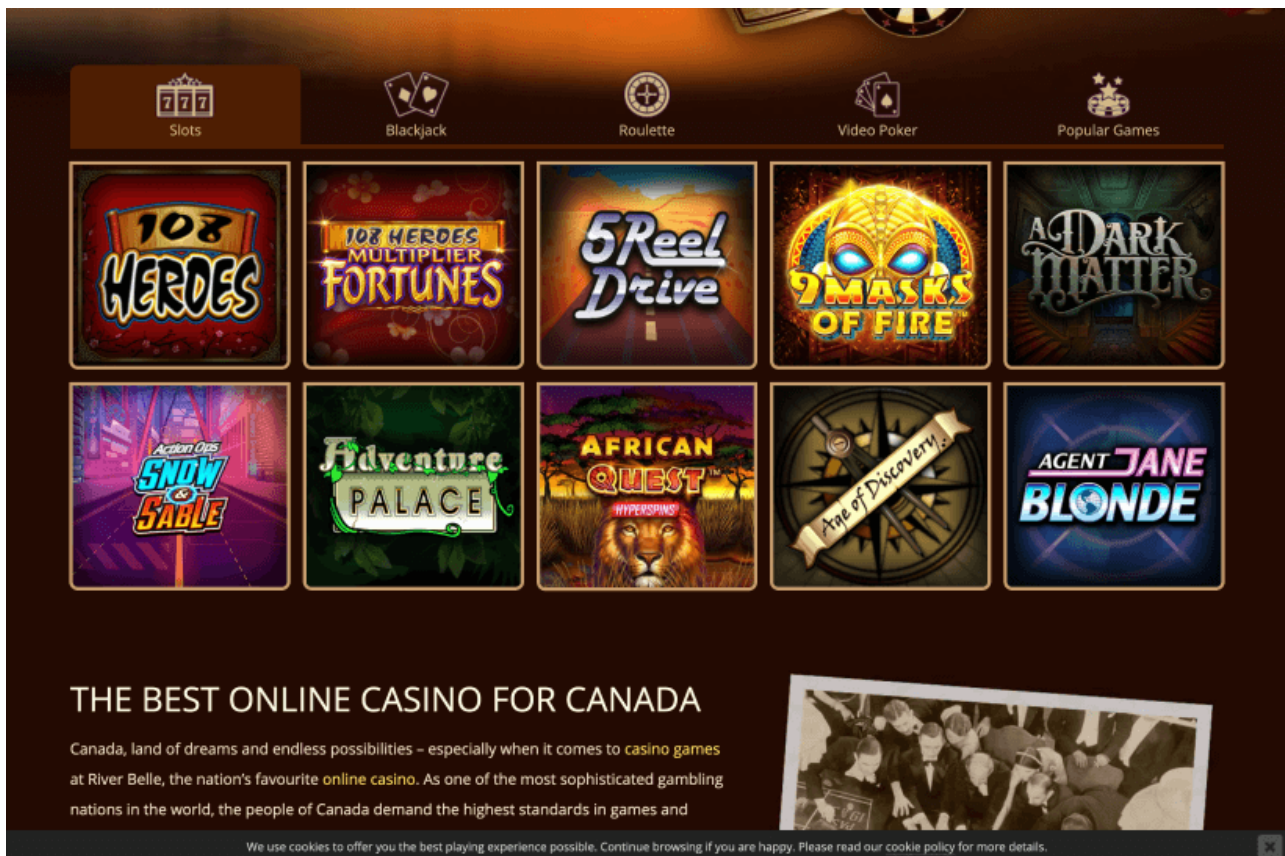 777
Slots
Blackjack
Roulette
Video Poker
Popular Games
108
HEROES
108 HEROES
MULTIPLIER
FORTUNES
5Reel
Drive
9 MASKS
OF FIRE™
A DARK
MATTER
Action Ops
SNOW
&
SABLE
Adventure
PALACE
AFRICAN
QUEST™
HYPERSPINS
Age of Discovery
AGENT JANE
BLONDE
THE BEST ONLINE CASINO FOR CANADA
Canada, land of dreams and endless possibilities – especially when it comes to casino games
at River Belle, the nation's favourite online casino. As one of the most sophisticated gambling
nations in the world, the people of Canada demand the highest standards in games and
We use cookies to offer you the best playing experience possible. Continue browsing if you are happy. Please read our cookie policy for more details.